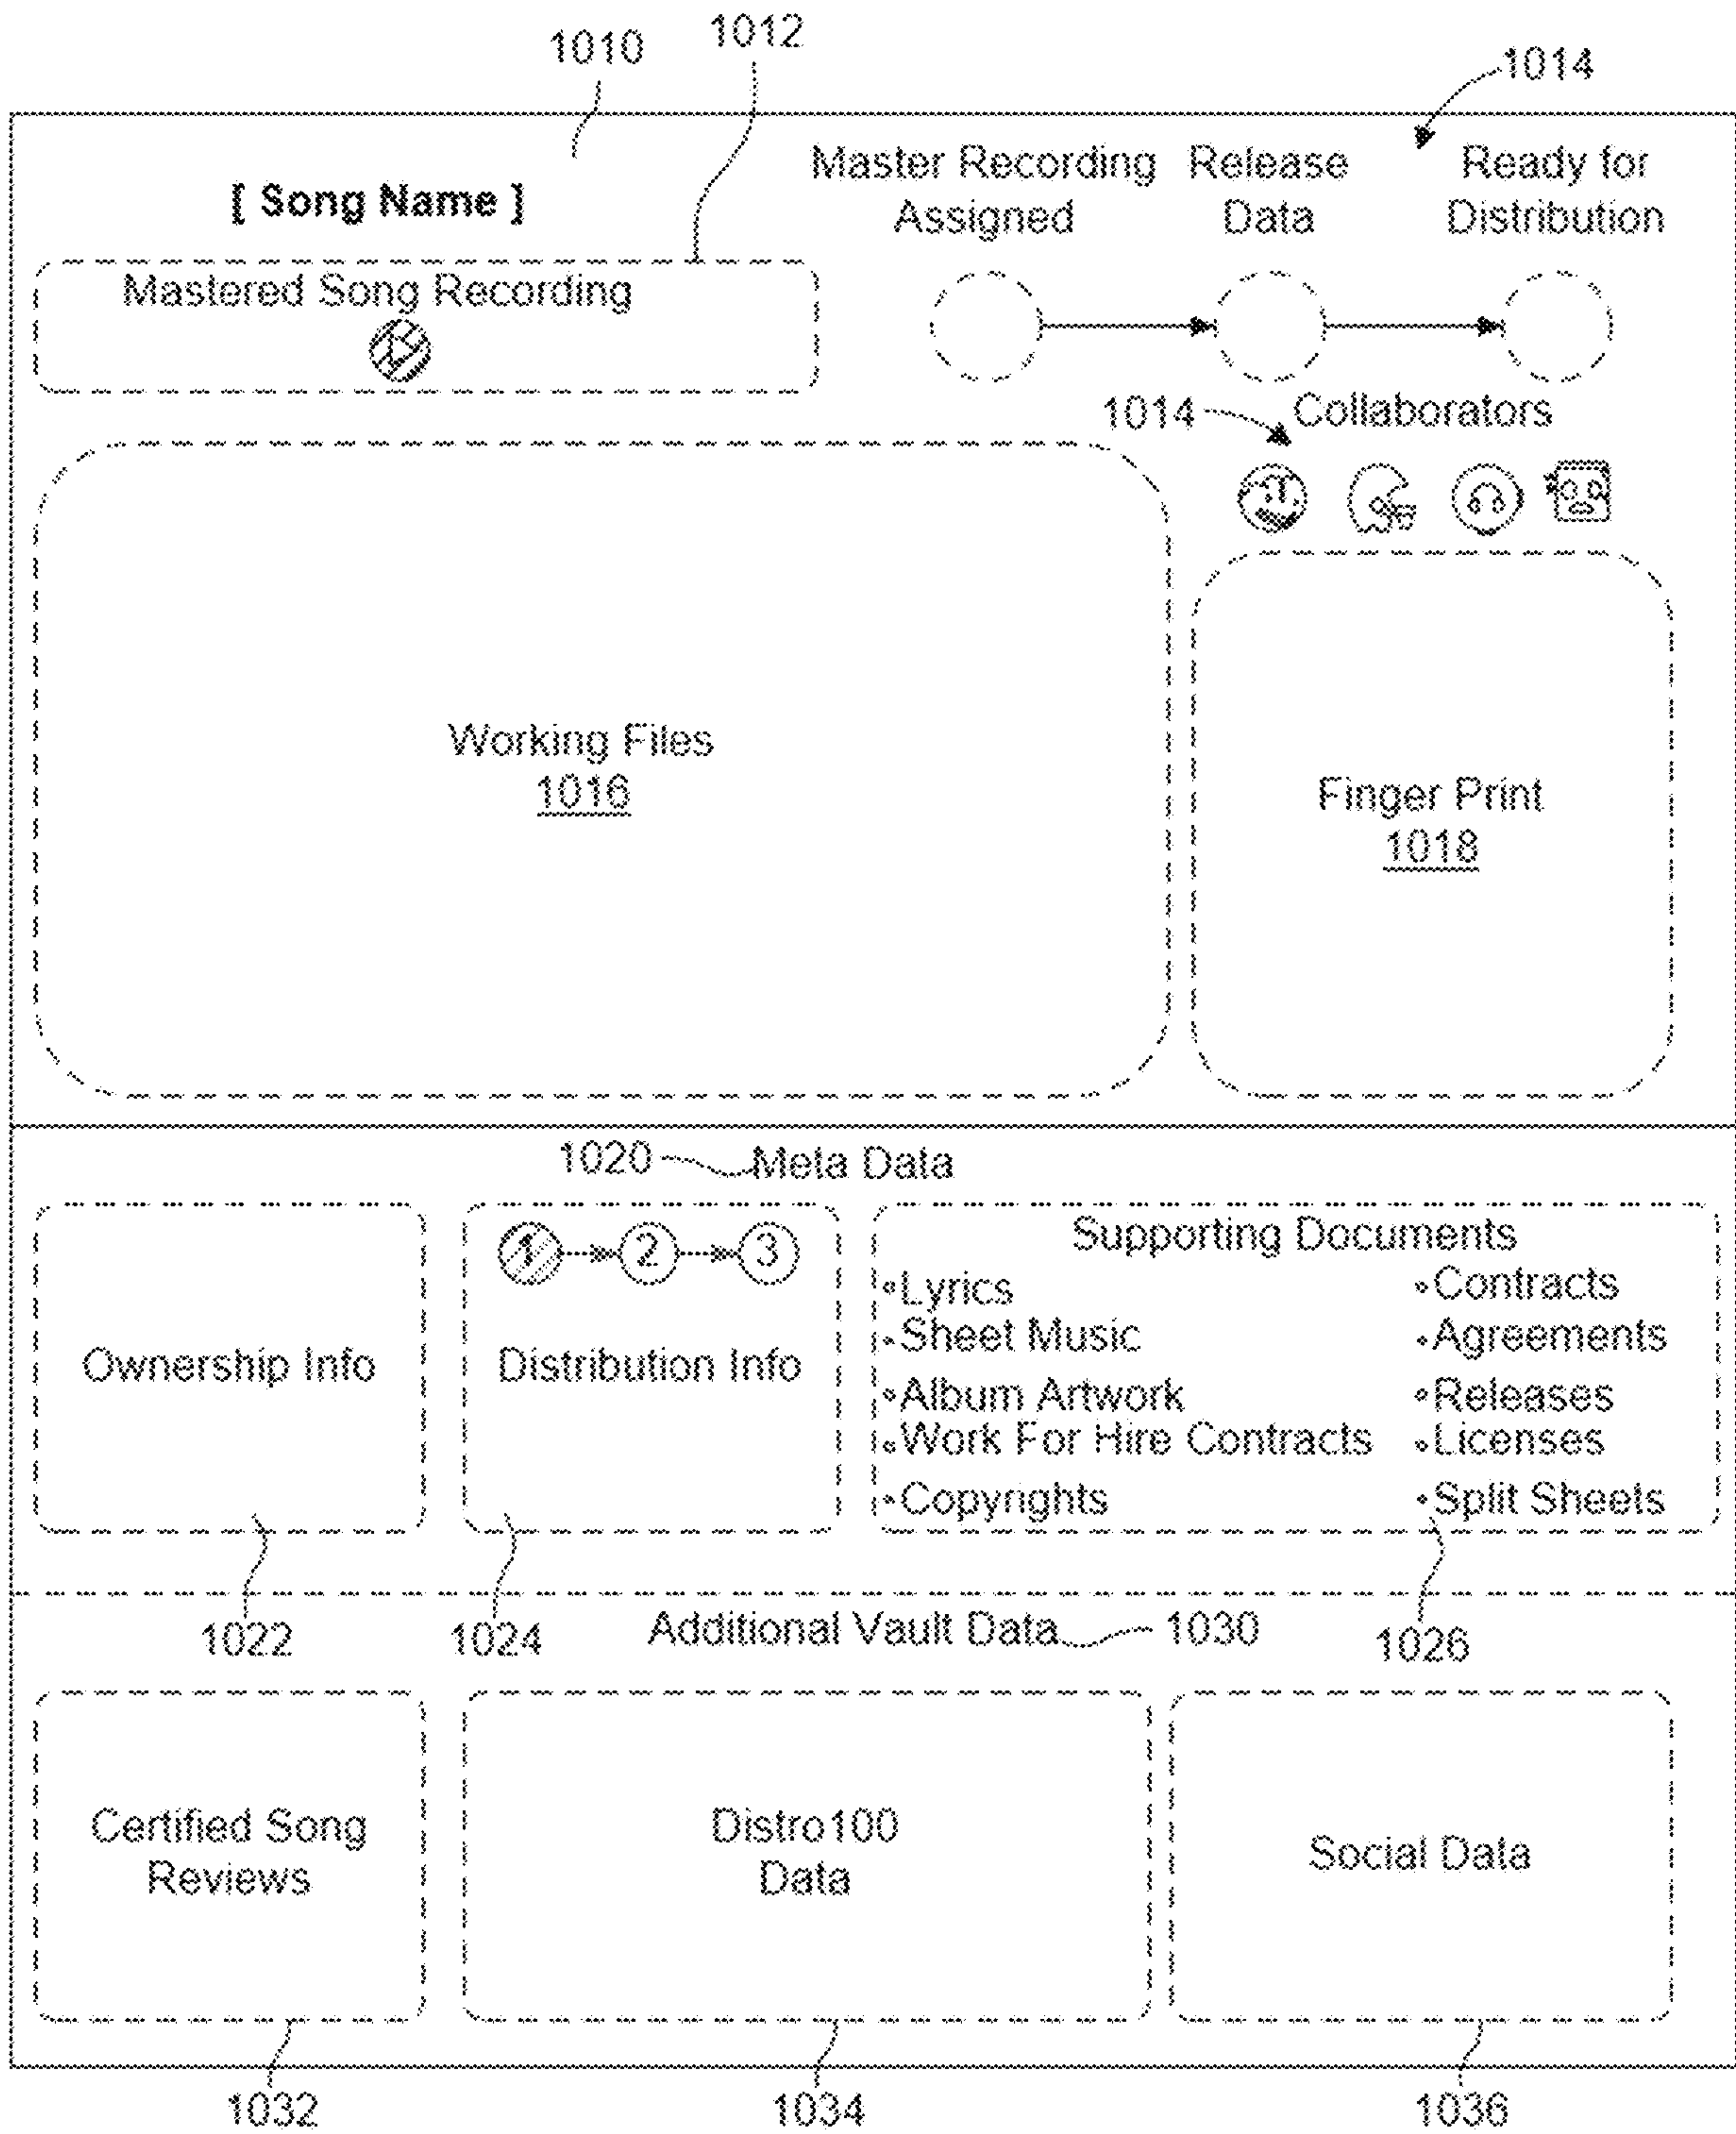 1010
1012
1014
[ Song Name ]
Master Recording
Assigned
Release
Data
Ready for
Distribution
Mastered Song Recording
1014
Collaborators
Working Files
1016
Finger Print
1018
1020
Meta Data
Ownership Info
1
2
3
Distribution Info
Supporting Documents
•Lyrics
•Sheet Music
•Album Artwork
•Work For Hire Contracts
•Copyrights
•Contracts
•Agreements
•Releases
•Licenses
•Split Sheets
1022
1024
Additional Vault Data
1030
1026
Certified Song
Reviews
Distro100
Data
Social Data
1032
1034
1036